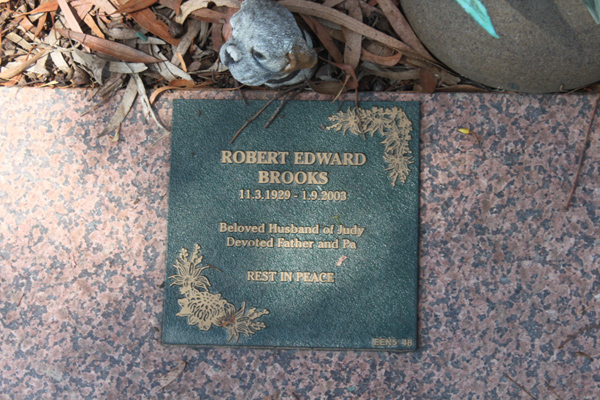 ROBERT EDWARD
BROOKS
11.3.1929 - 1.9.2003
Beloved Husband of Judy
Devoted Father and Pa
REST IN PEACE